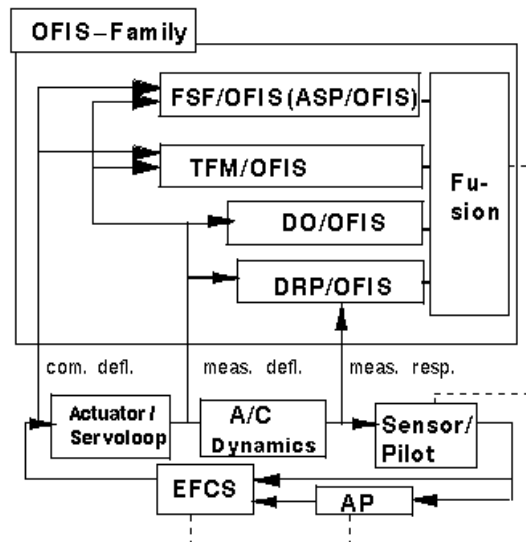 OFIS–Family
FSF/OFIS(ASP/OFIS)
TFM/OFIS
DO/OFIS
DRP/OFIS
Fu-
sion
com. defl.
meas. defl.
meas. resp.
Actuator/
Servoloop
A/C
Dynamics
Sensor/
Pilot
EFCS
AP